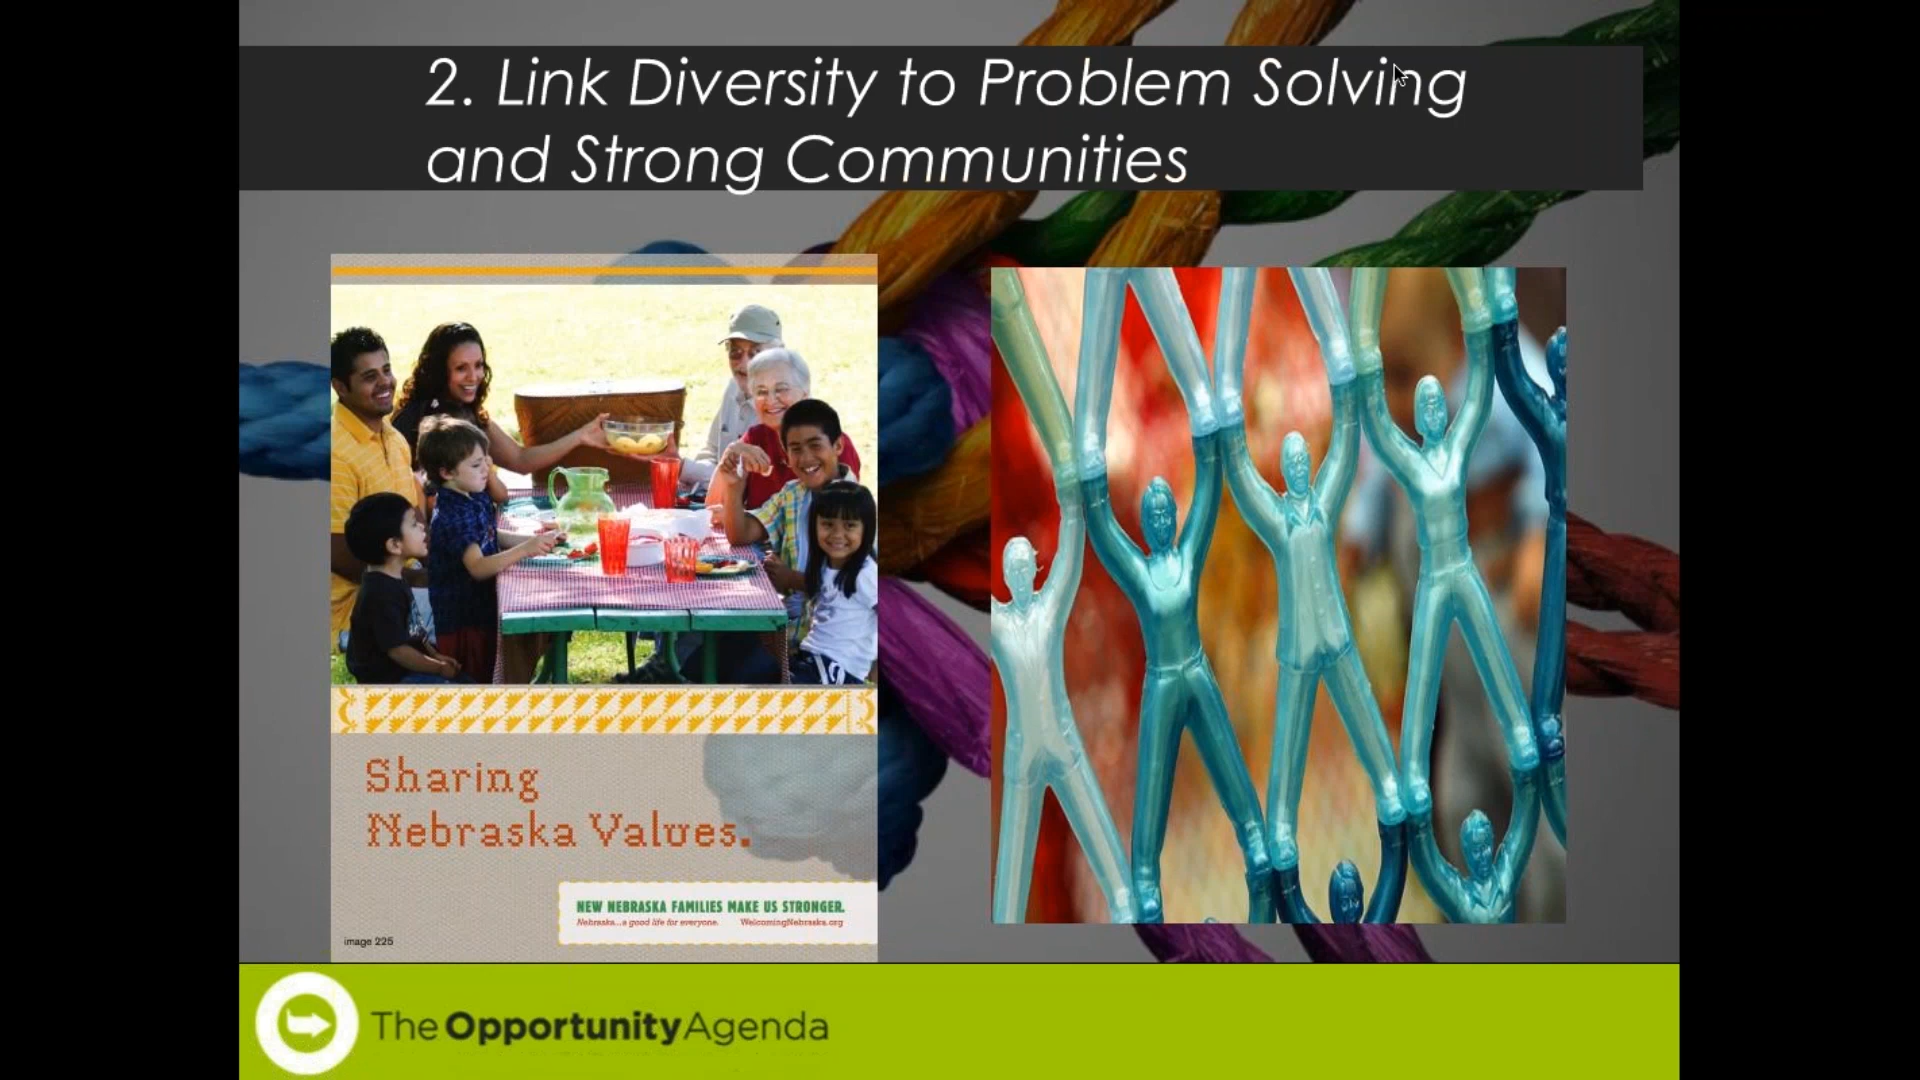 2. Link Diversity to Problem Solving
and Strong Communities
Sharing
Nebraska Values.
NEW NEBRASKA FAMILIES MAKE US STRONGER.
Nebraska...a good life for everyone. WelcomingNebraska.org
image 225
The Opportunity Agenda